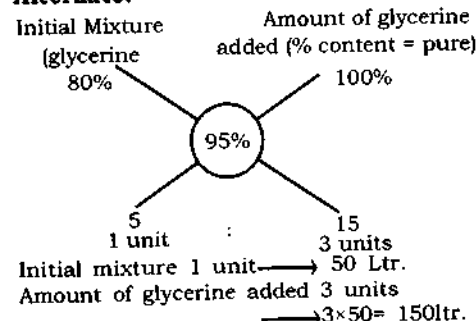 Alternate:
Initial Mixture
(glycerine
80%
Amount of glycerine
added (% content = pure)
100%
95%
5
1 unit
:
15
3 units
Initial mixture 1 unit⟶ 50 Ltr.
Amount of glycerine added 3 units
⟶3×50= 150ltr.